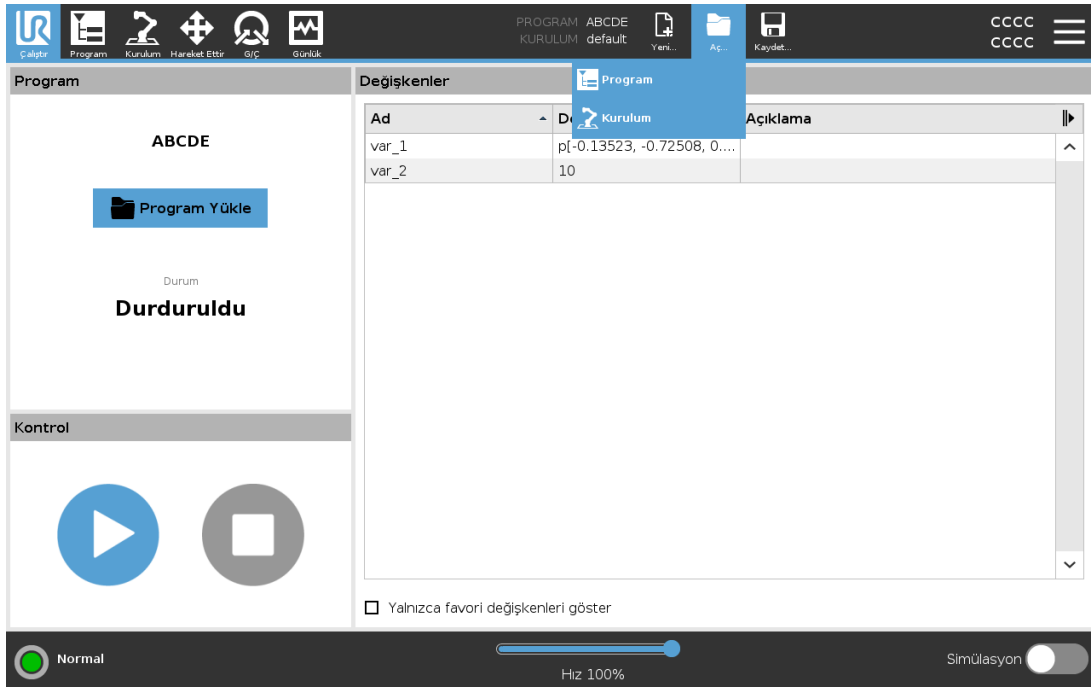 PROGRAM ABCDE
KURULUM default
Çalıştır
Program
Kurulum
Hareket Ettir
G/Ç
Günlük
Yeni...
Aç...
Kaydet...
CCCC
CCCC
Program
Kurulum
Program
ABCDE
Program Yükle
Durum
Durduruldu
Kontrol
Değişkenler
Ad
Açıklama
var_1 p[-0.13523, -0.72508, 0....
var_2 10
Yalnızca favori değişkenleri göster
Normal
Hız 100%
Simülasyon